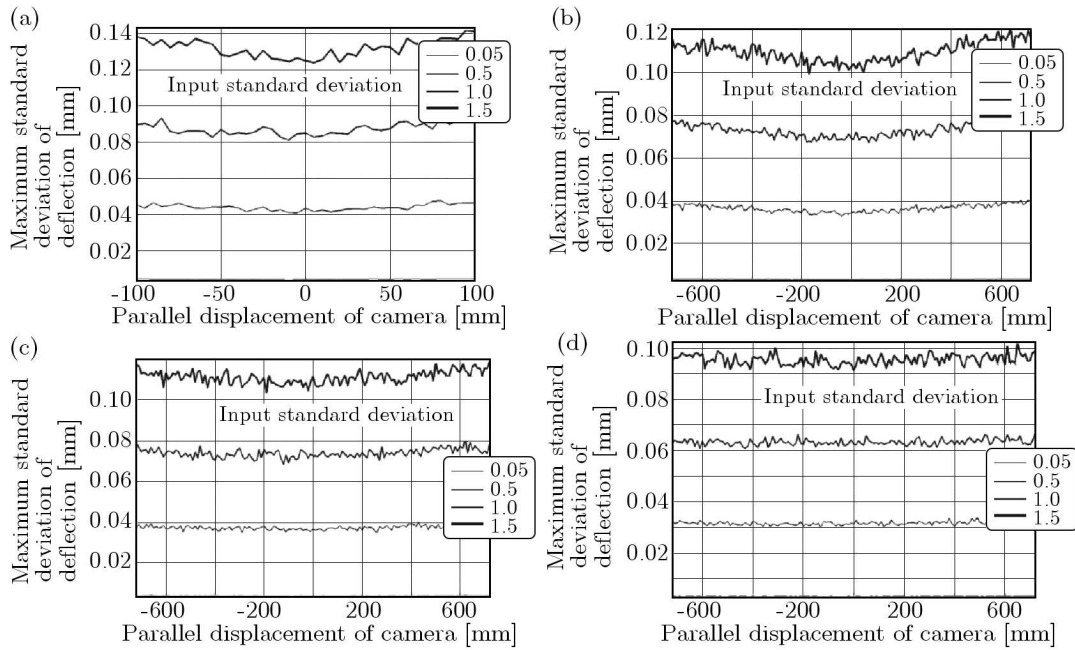 (a)
Maximum standard
deviation of
deflection [mm]
0.14
0.12
0.10
0.08
0.06
0.04
0.02
Input standard deviation
0.05
0.5
1.0
1.5
-100
-50
0
50
100
Parallel displacement of camera [mm]
(b)
Maximum standard
deviation of
deflection [mm]
0.12
0.10
0.08
0.06
0.04
0.02
Input standard deviation
0.05
0.5
1.0
1.5
-600
-200
200
600
Parallel displacement of camera [mm]
(c)
Maximum standard
deviation of
deflection [mm]
0.10
0.08
0.06
0.04
0.02
Input standard deviation
0.05
0.5
1.0
1.5
-600
-200
200
600
Parallel displacement of camera [mm]
(d)
Maximum standard
deviation of
deflection [mm]
0.10
0.08
0.06
0.04
0.02
Input standard deviation
0.05
0.5
1.0
1.5
-600
-200
200
600
Parallel displacement of camera [mm]